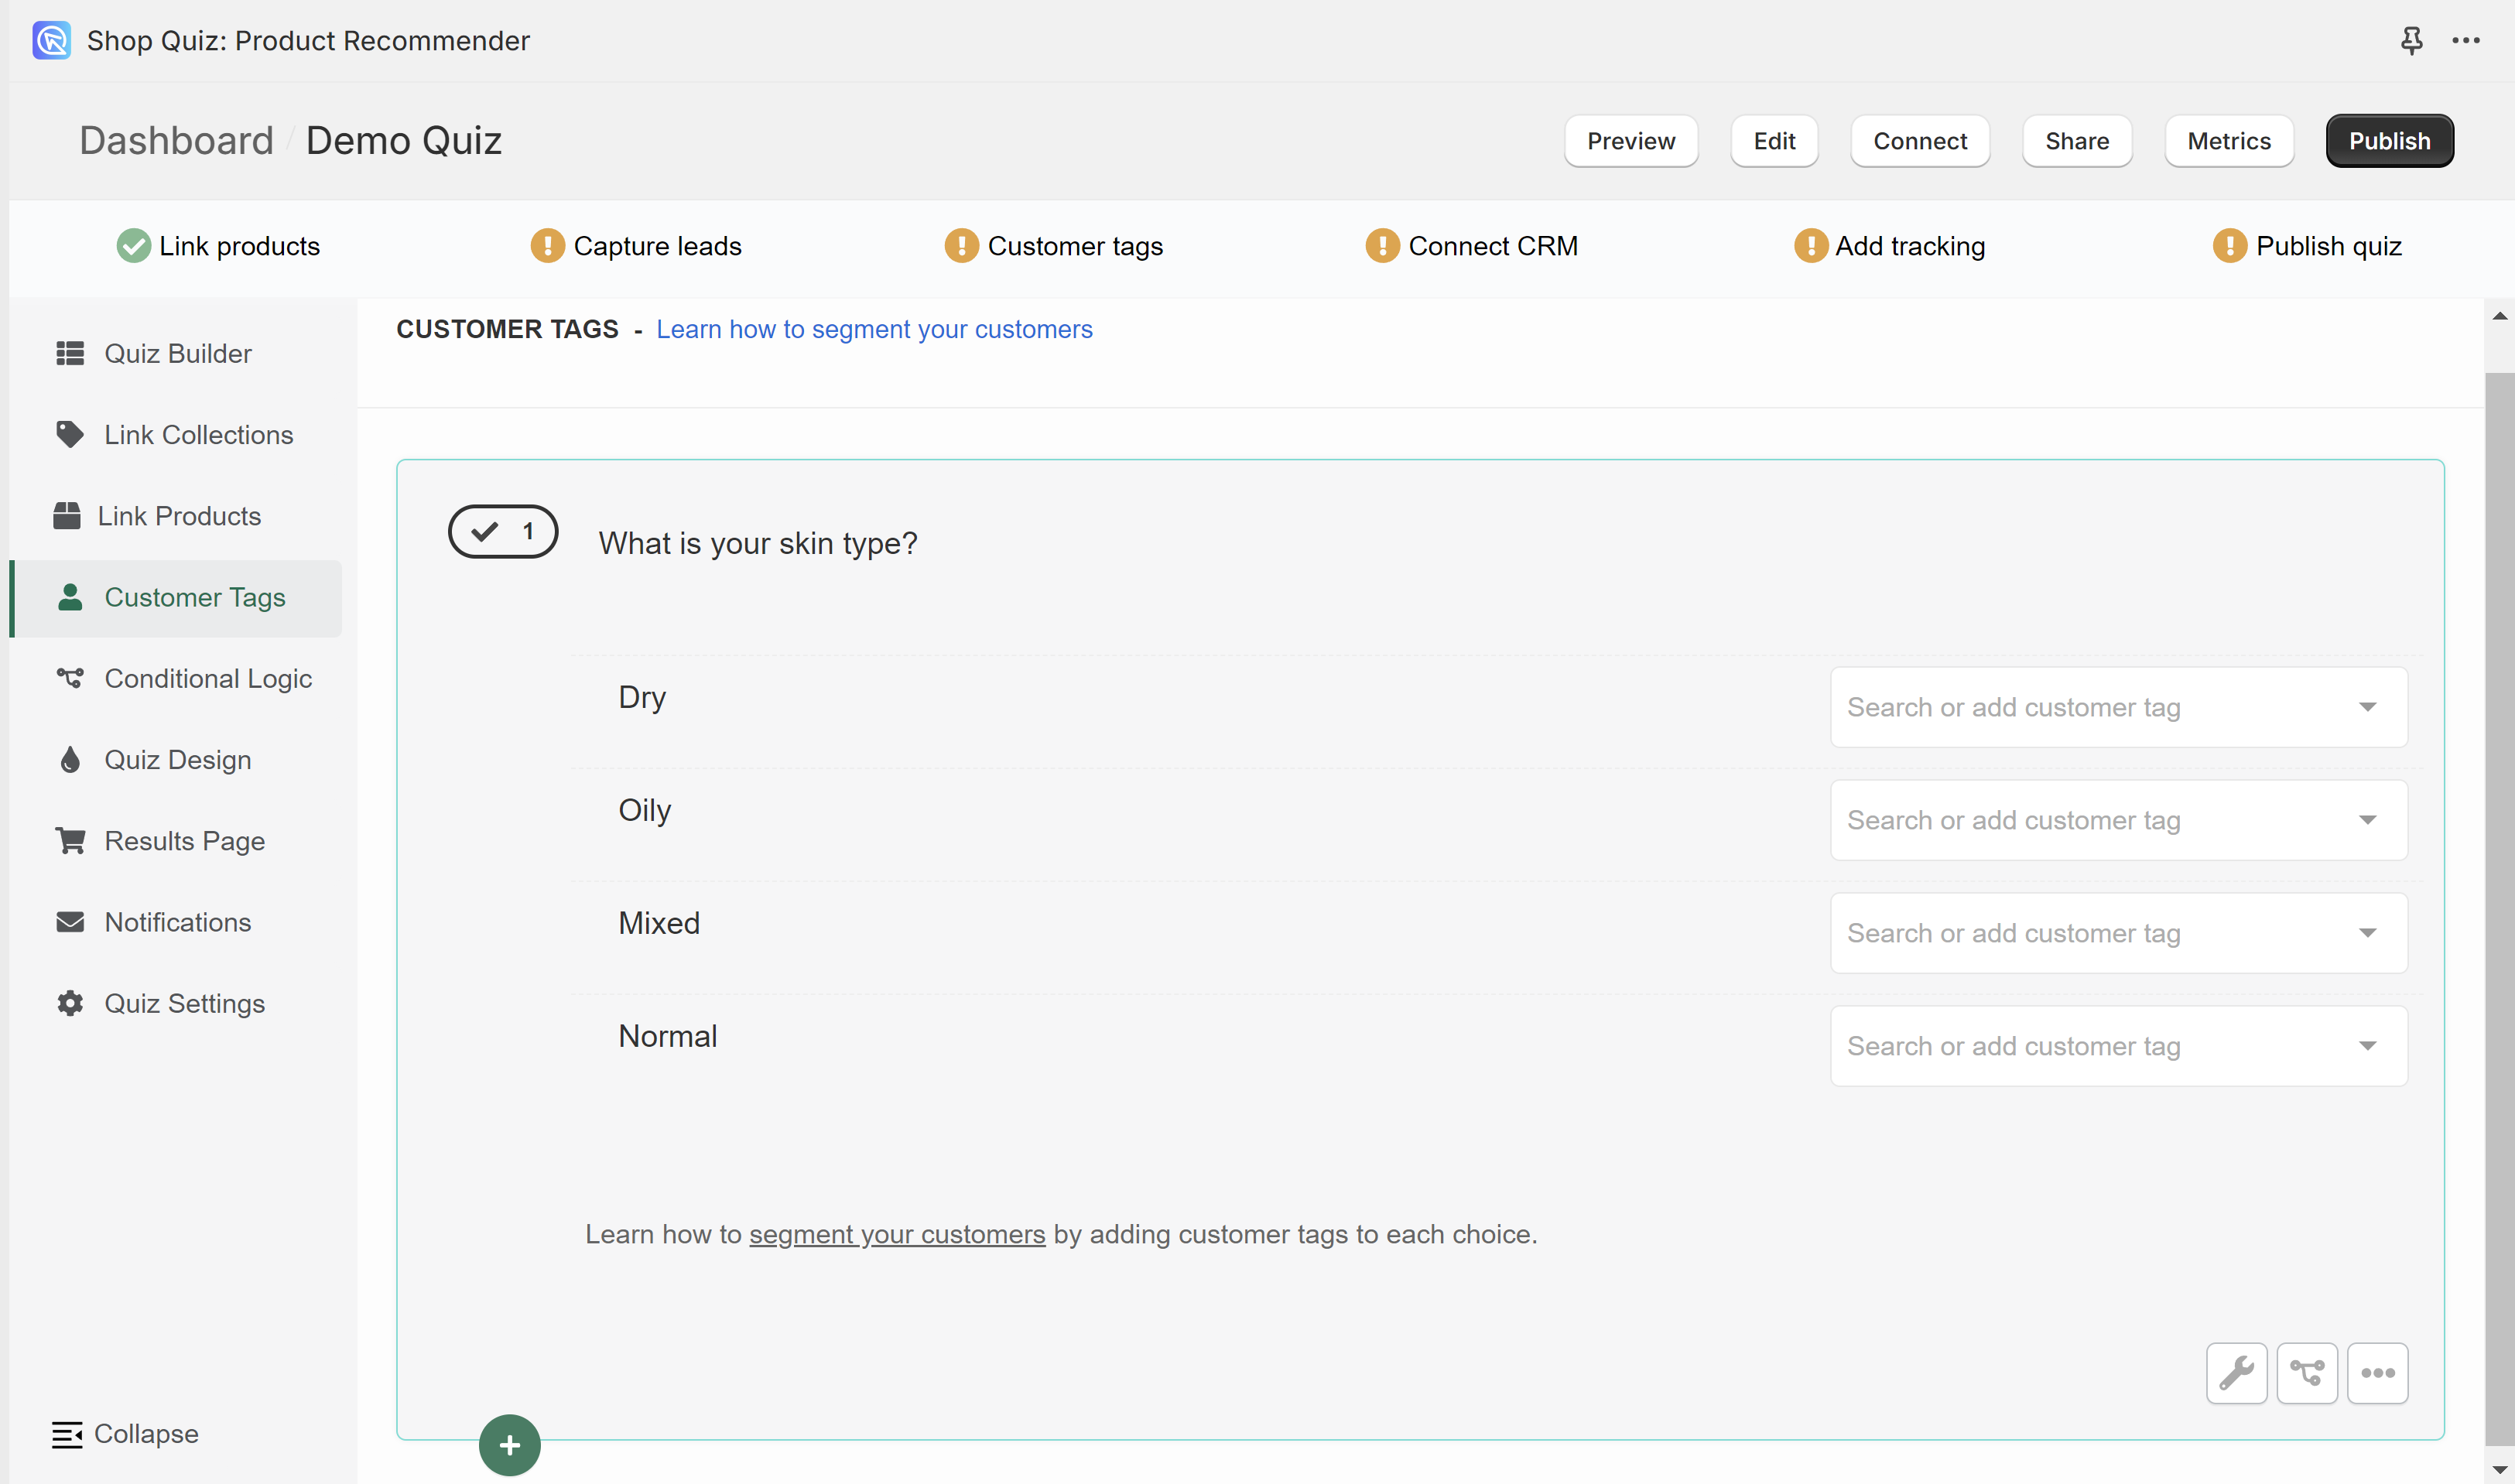 Shop Quiz: Product Recommender
Dashboard / Demo Quiz
Preview
Edit
Connect
Share
Metrics
Publish
Link products
Capture leads
Customer tags
Connect CRM
Add tracking
Publish quiz
Quiz Builder
Link Collections
Link Products
Customer Tags
Conditional Logic
Quiz Design
Results Page
Notifications
Quiz Settings
Collapse
CUSTOMER TAGS - Learn how to segment your customers
1 What is your skin type?
Dry
Search or add customer tag
Oily
Search or add customer tag
Mixed
Search or add customer tag
Normal
Search or add customer tag
Learn how to segment your customers by adding customer tags to each choice.